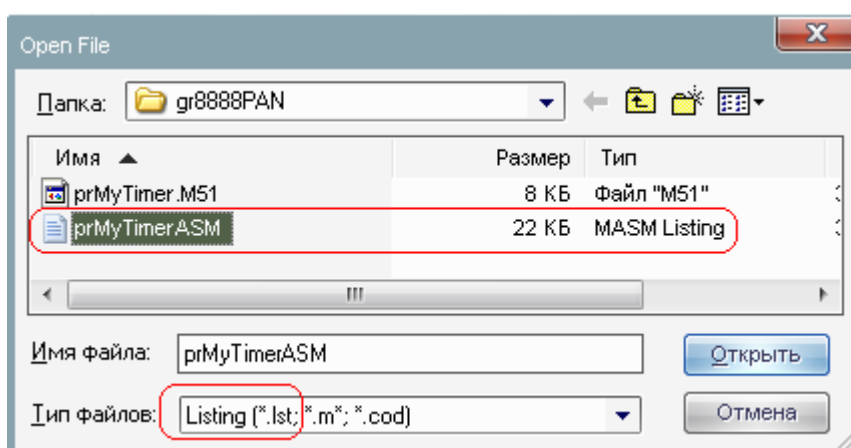 Open File
Папка: gr8888PAN
Имя Размер Тип
prMyTimer.M51 8 КБ Файл "M51"
prMyTimerASM 22 КБ MASM Listing
Имя файла: prMyTimerASM Открыть
Тип файлов: Listing (*.lst; *.m*; *.cod) Отмена